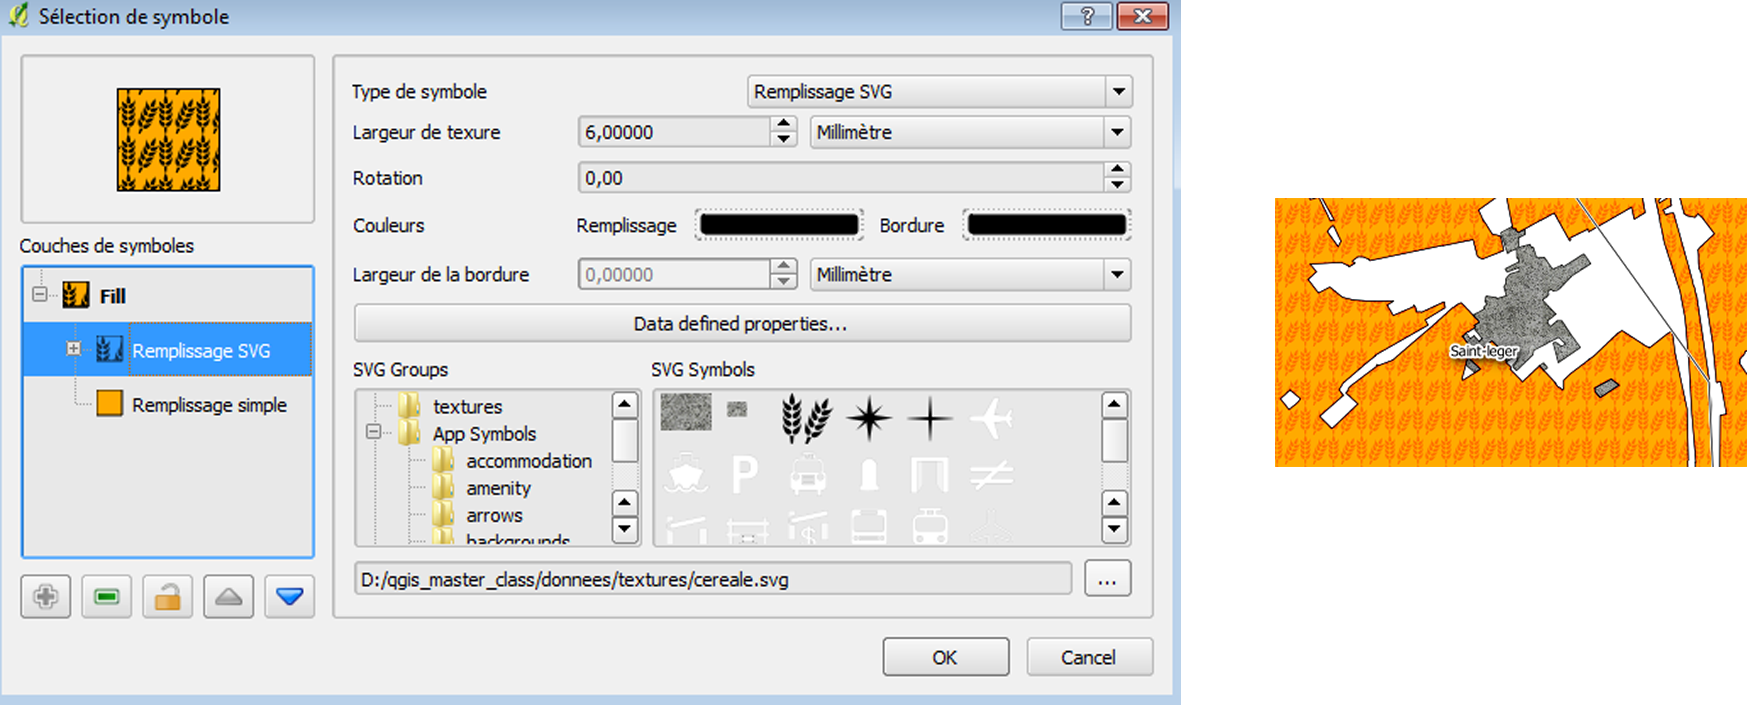 Sélection de symbole
?
Type de symbole
Remplissage SVG
Largeur de texure
6,00000
Millimètre
Rotation
0,00
Couleurs
Remplissage
Bordure
Couches de symboles
Largeur de la bordure
0,00000
Millimètre
Fill
Data defined properties...
Remplissage SVG
Remplissage simple
SVG Groups
SVG Symbols
textures
App Symbols
accommodation
amenity
arrows
backgrounds
P
D:/qgis_master_class/donnees/textures/cereale.svg
...
OK
Cancel
Saint-leger